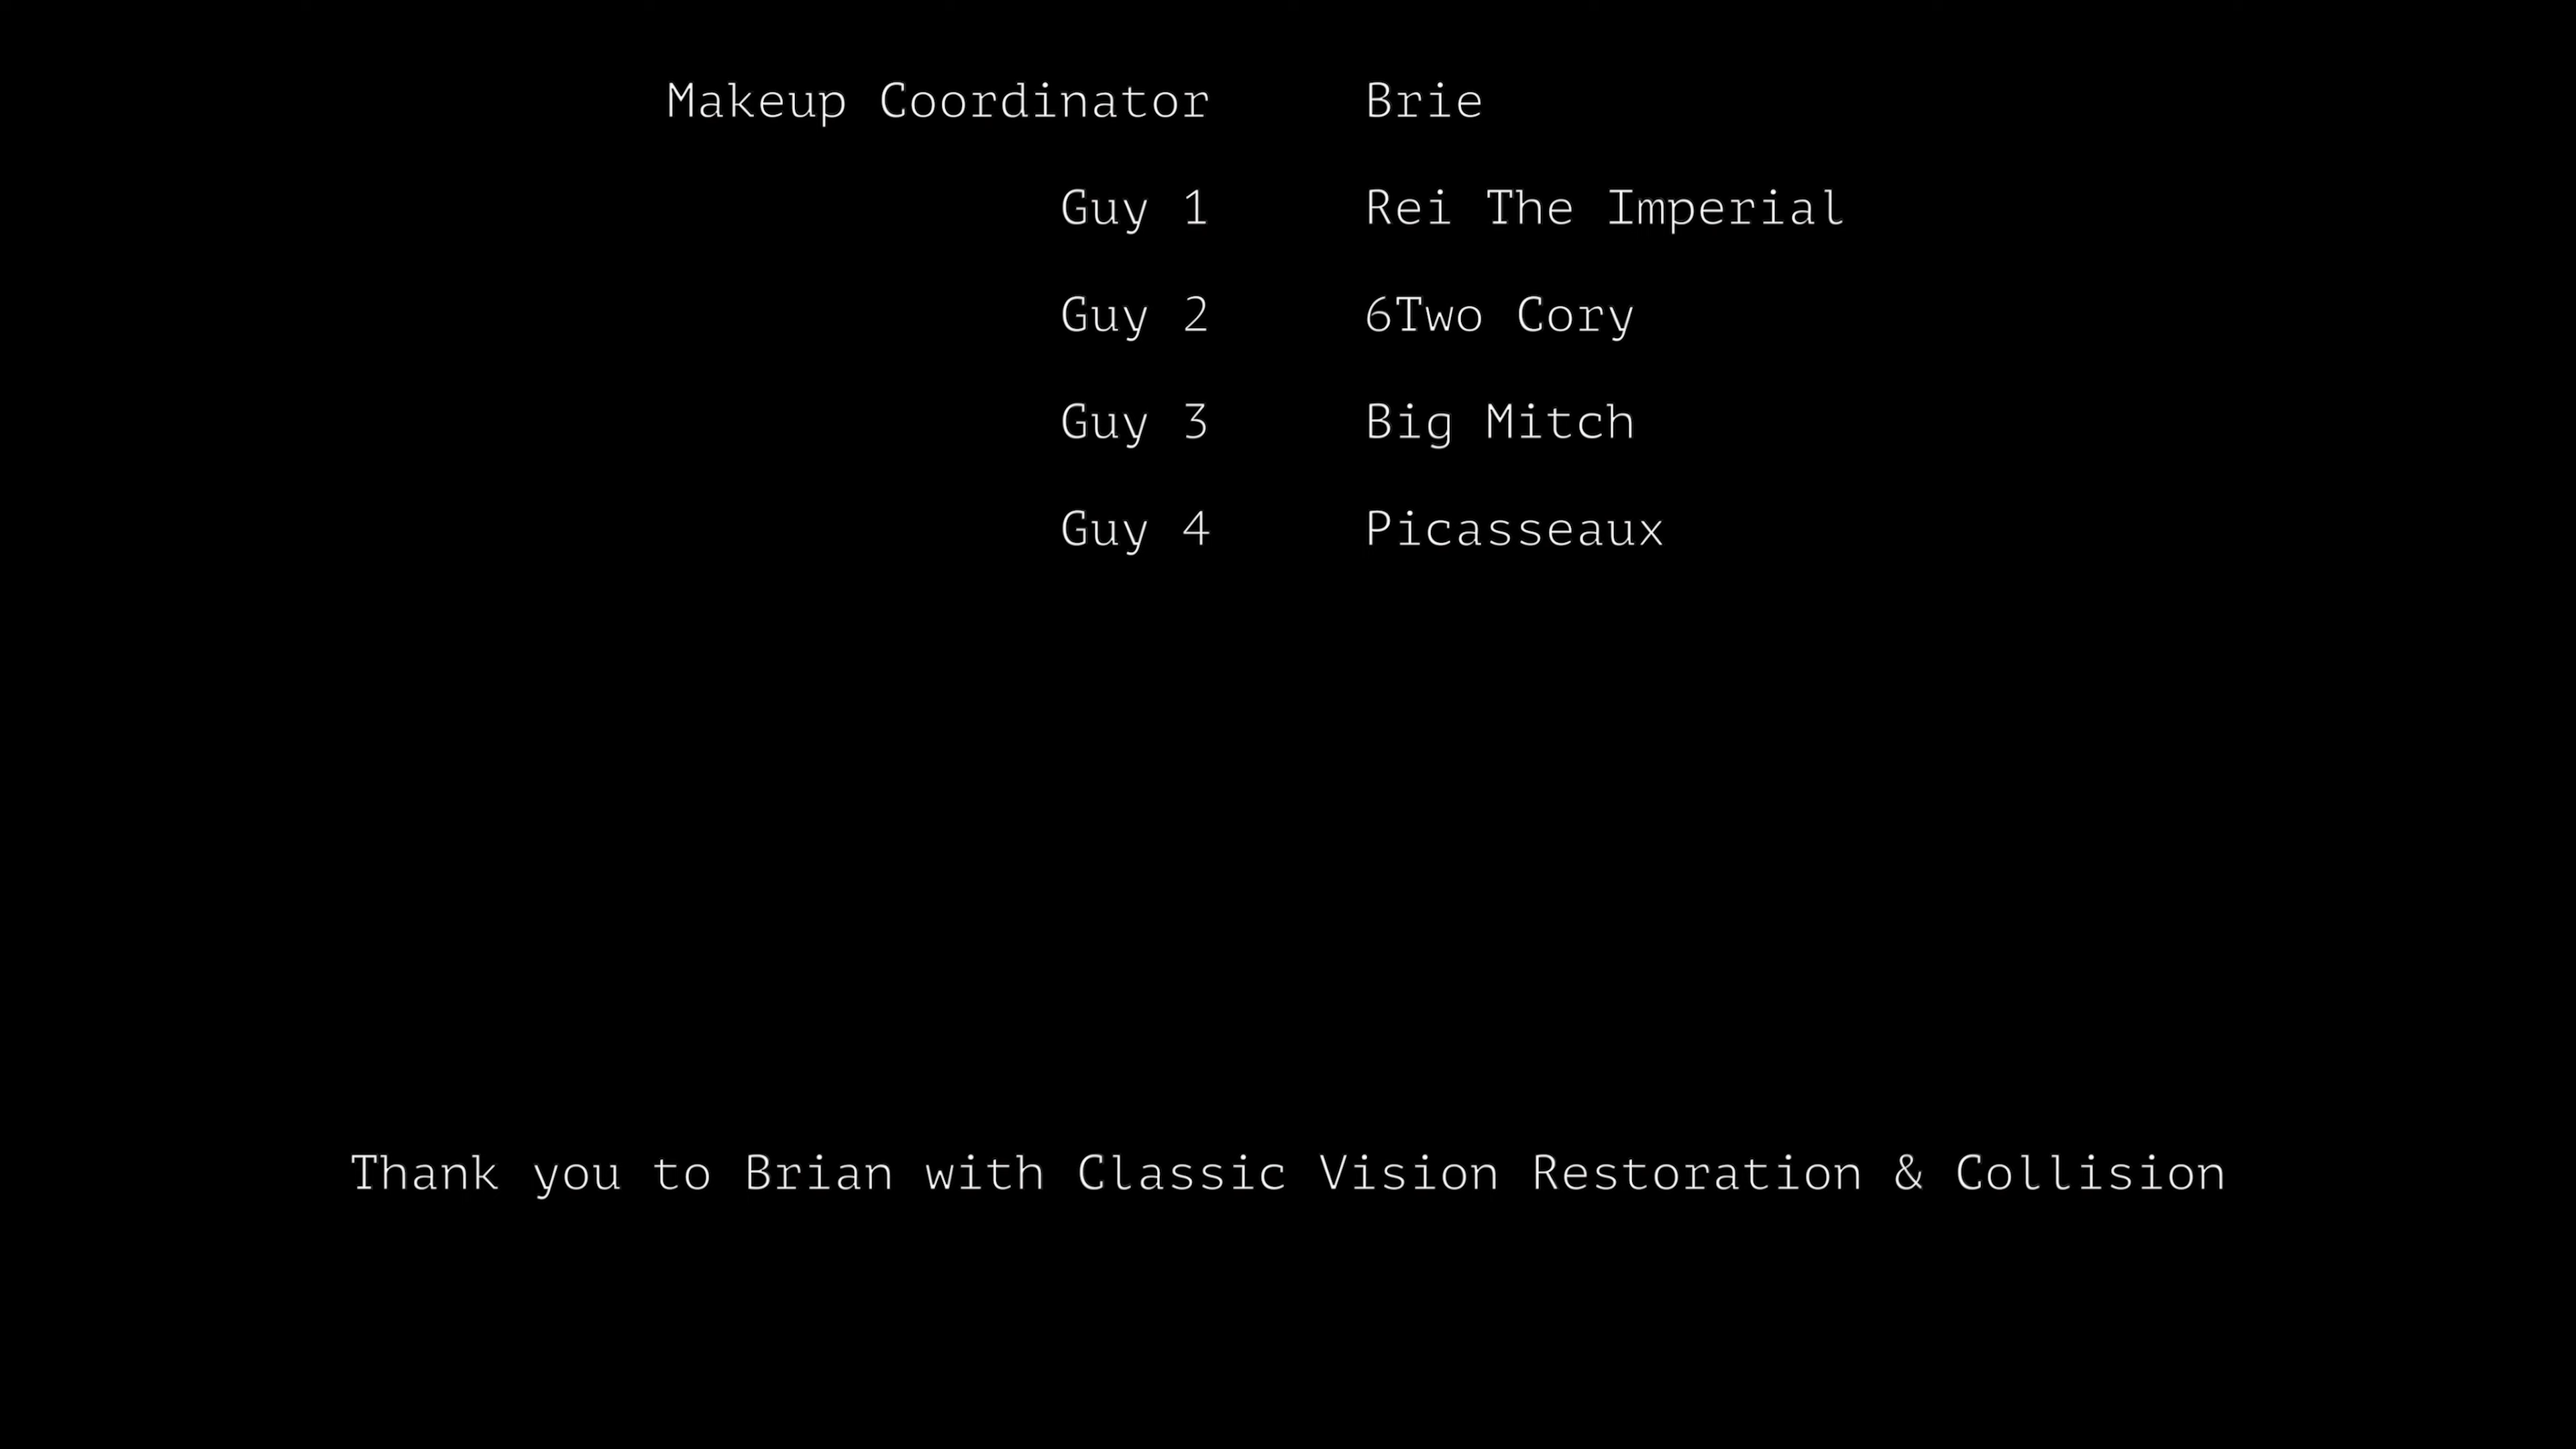 Makeup Coordinator Brie
Guy 1 Rei The Imperial
Guy 2 6Two Cory
Guy 3 Big Mitch
Guy 4 Picasseaux
Thank you to Brian with Classic Vision Restoration & Collision